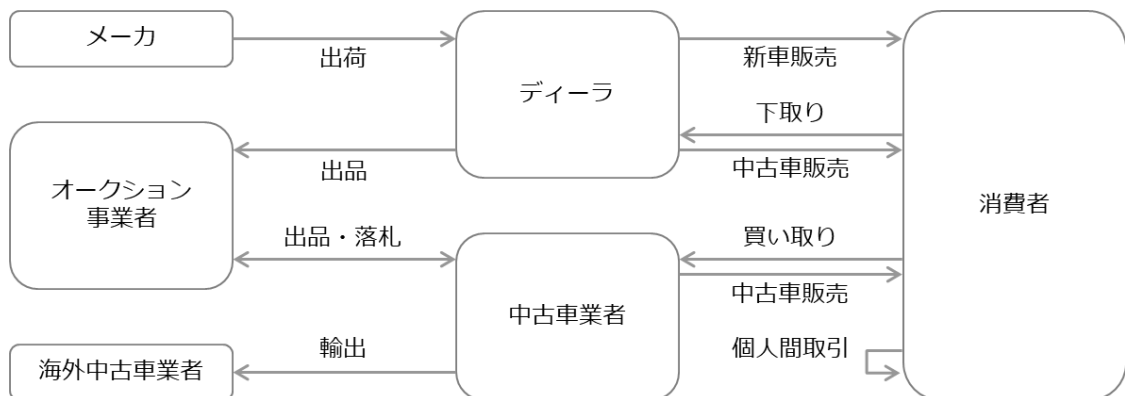 メーカ
出荷
ディーラ
新車販売
下取り
中古車販売
出品
オークション
事業者
消費者
出品・落札
買い取り
中古車販売
中古車業者
輸出
個人間取引
海外中古車業者